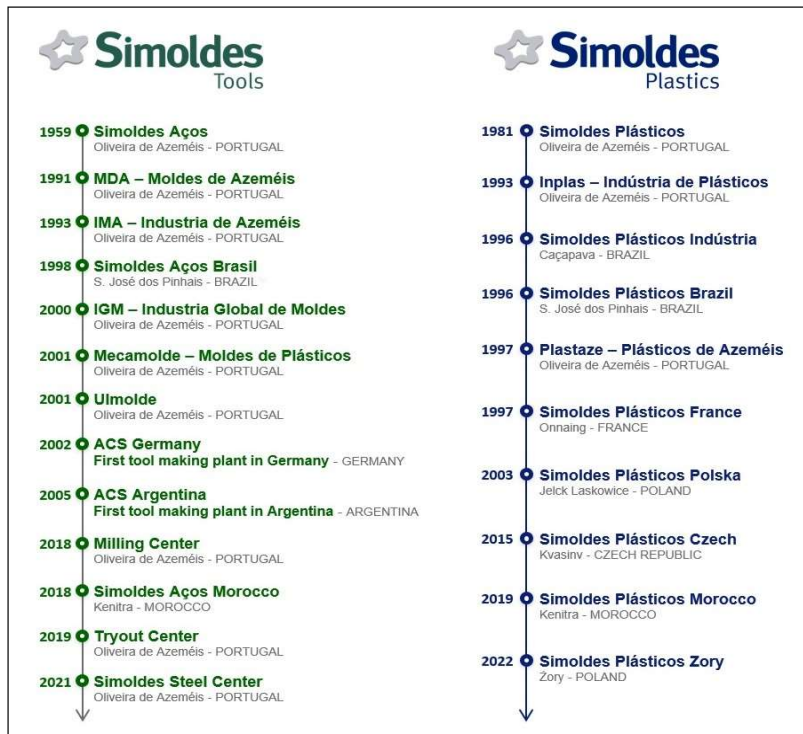 Simoldes
Tools
1959 Simoldes Aços
Oliveira de Azeméis - PORTUGAL
1991 MDA – Moldes de Azeméis
Oliveira de Azeméis - PORTUGAL
1993 IMA – Industria de Azeméis
Oliveira de Azeméis - PORTUGAL
1998 Simoldes Aços Brasil
S. José dos Pinhais - BRAZIL
2000 IGM – Industria Global de Moldes
Oliveira de Azeméis - PORTUGAL
2001 Mecamolde – Moldes de Plásticos
Oliveira de Azeméis - PORTUGAL
2001 Ulmolde
Oliveira de Azeméis - PORTUGAL
2002 ACS Germany
First tool making plant in Germany - GERMANY
2005 ACS Argentina
First tool making plant in Argentina - ARGENTINA
2018 Milling Center
Oliveira de Azeméis - PORTUGAL
2018 Simoldes Aços Morocco
Kenitra - MOROCCO
2019 Tryout Center
Oliveira de Azeméis - PORTUGAL
2021 Simoldes Steel Center
Oliveira de Azeméis - PORTUGAL
Simoldes
Plastics
1981 Simoldes Plásticos
Oliveira de Azeméis - PORTUGAL
1993 Inplas – Indústria de Plásticos
Oliveira de Azeméis - PORTUGAL
1996 Simoldes Plásticos Indústria
Caçapava - BRAZIL
1996 Simoldes Plásticos Brazil
S. José dos Pinhais - BRAZIL
1997 Plastaze – Plásticos de Azeméis
Oliveira de Azeméis - PORTUGAL
1997 Simoldes Plásticos France
Onnaing - FRANCE
2003 Simoldes Plásticos Polska
Jelck Laskowice - POLAND
2015 Simoldes Plásticos Czech
Kvasinv - CZECH REPUBLIC
2019 Simoldes Plásticos Morocco
Kenitra - MOROCCO
2022 Simoldes Plásticos Zory
Żory - POLAND